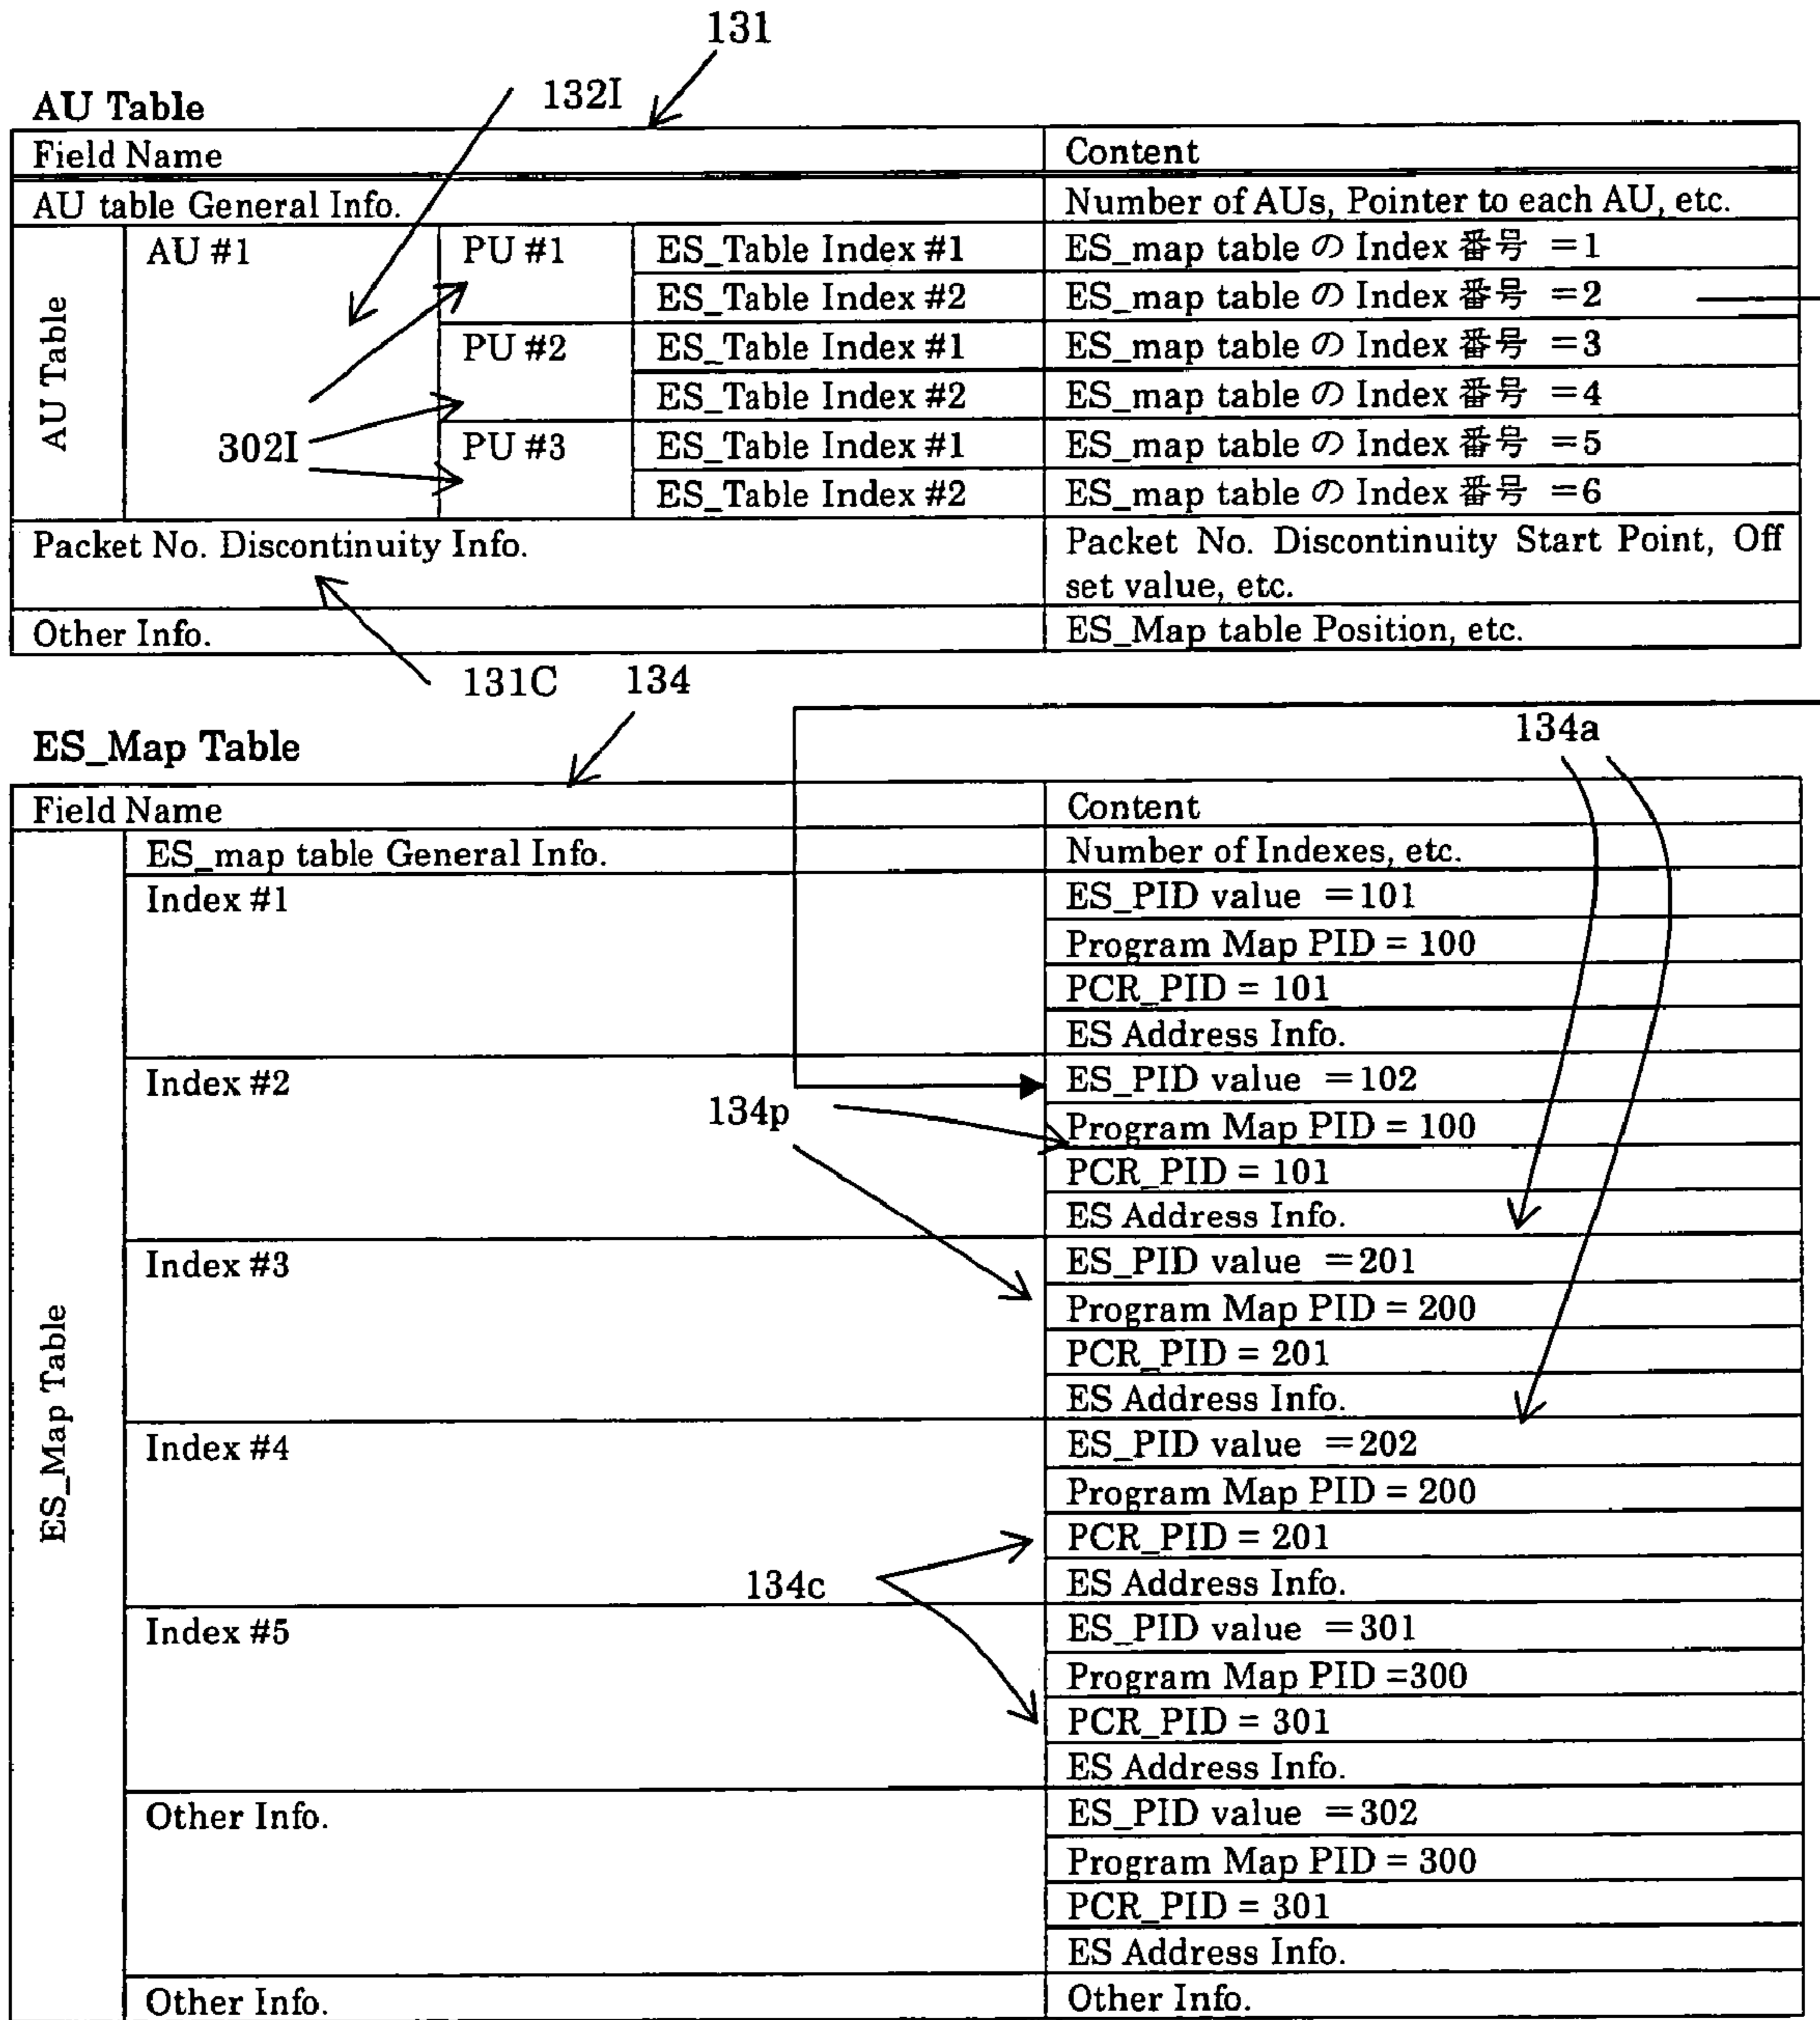 131
132I
AU Table
Field Name Content
AU table General Info. Number of AUs, Pointer to each AU, etc.
AU Table
AU #1 PU #1 ES_Table Index #1 ES_map table の Index 番号 =1
ES_Table Index #2 ES_map table の Index 番号 =2
PU #2 ES_Table Index #1 ES_map table の Index 番号 =3
ES_Table Index #2 ES_map table の Index 番号 =4
302I PU #3 ES_Table Index #1 ES_map table の Index 番号 =5
ES_Table Index #2 ES_map table の Index 番号 =6
Packet No. Discontinuity Info. Packet No. Discontinuity Start Point, Off
set value, etc.
Other Info. ES_Map table Position, etc.
131C 134
134a
ES_Map Table
Field Name Content
ES_Map Table
ES_map table General Info. Number of Indexes, etc.
Index #1 ES_PID value =101
Program Map PID = 100
PCR_PID = 101
ES Address Info.
Index #2 ES_PID value =102
134p Program Map PID = 100
PCR_PID = 101
ES Address Info.
Index #3 ES_PID value =201
Program Map PID = 200
PCR_PID = 201
ES Address Info.
Index #4 ES_PID value =202
Program Map PID = 200
PCR_PID = 201
134c ES Address Info.
Index #5 ES_PID value =301
Program Map PID =300
PCR_PID = 301
ES Address Info.
Other Info. ES_PID value =302
Program Map PID = 300
PCR_PID = 301
ES Address Info.
Other Info. Other Info.